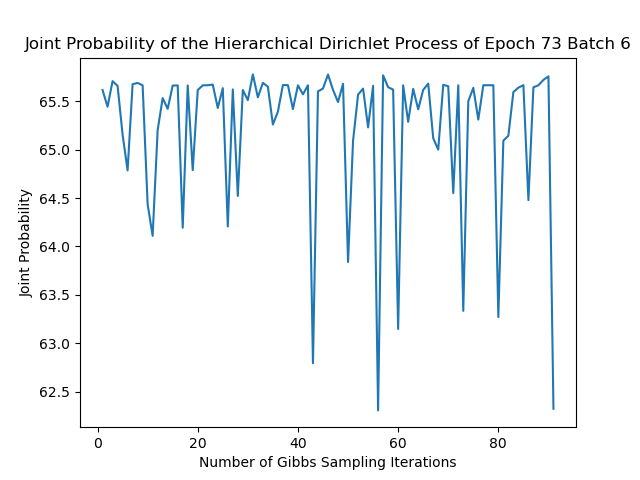 Joint Probability of the Hierarchical Dirichlet Process of Epoch 73 Batch 6
65.5
65.0
64.5
64.0
63.5
63.0
62.5
Joint Probability
0 20 40 60 80
Number of Gibbs Sampling Iterations